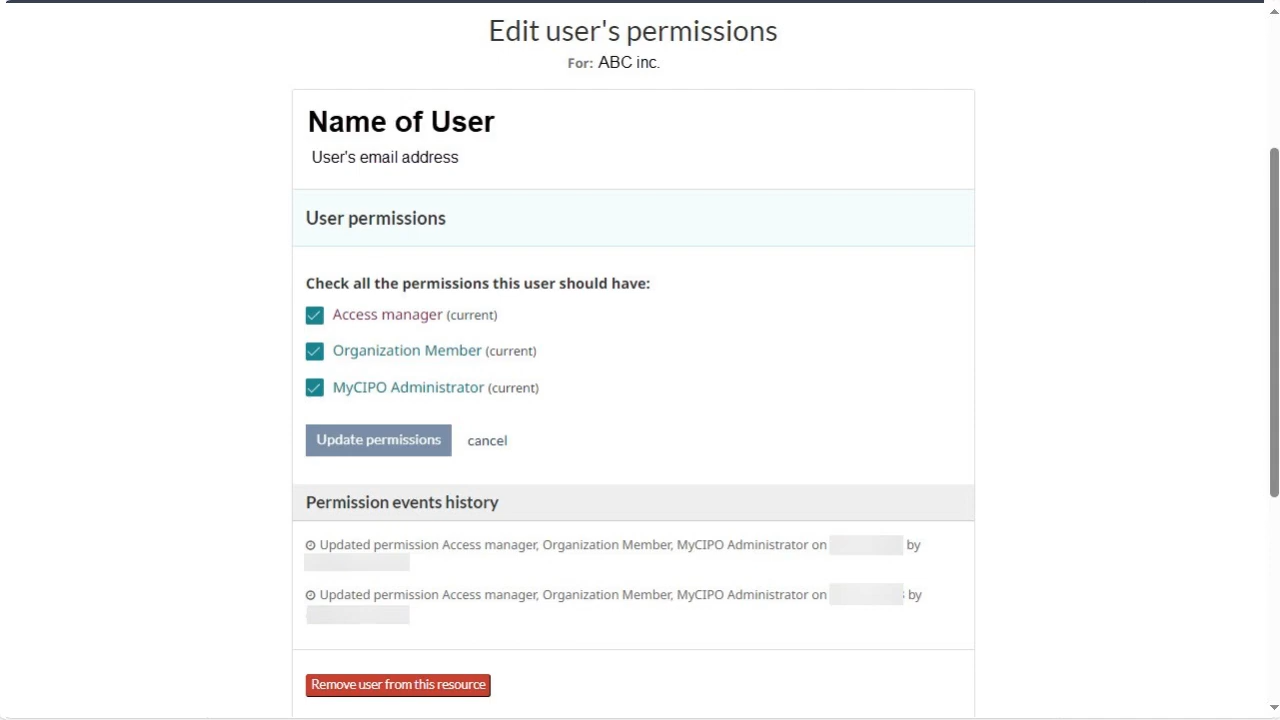 Edit user's permissions
For: ABC inc.
Name of User
User's email address
User permissions
Check all the permissions this user should have:
Access manager (current)
Organization Member (current)
MyCIPO Administrator (current)
Update permissions cancel
Permission events history
Updated permission Access manager, Organization Member, MyCIPO Administrator on by
Updated permission Access manager, Organization Member, MyCIPO Administrator on by
Remove user from this resource